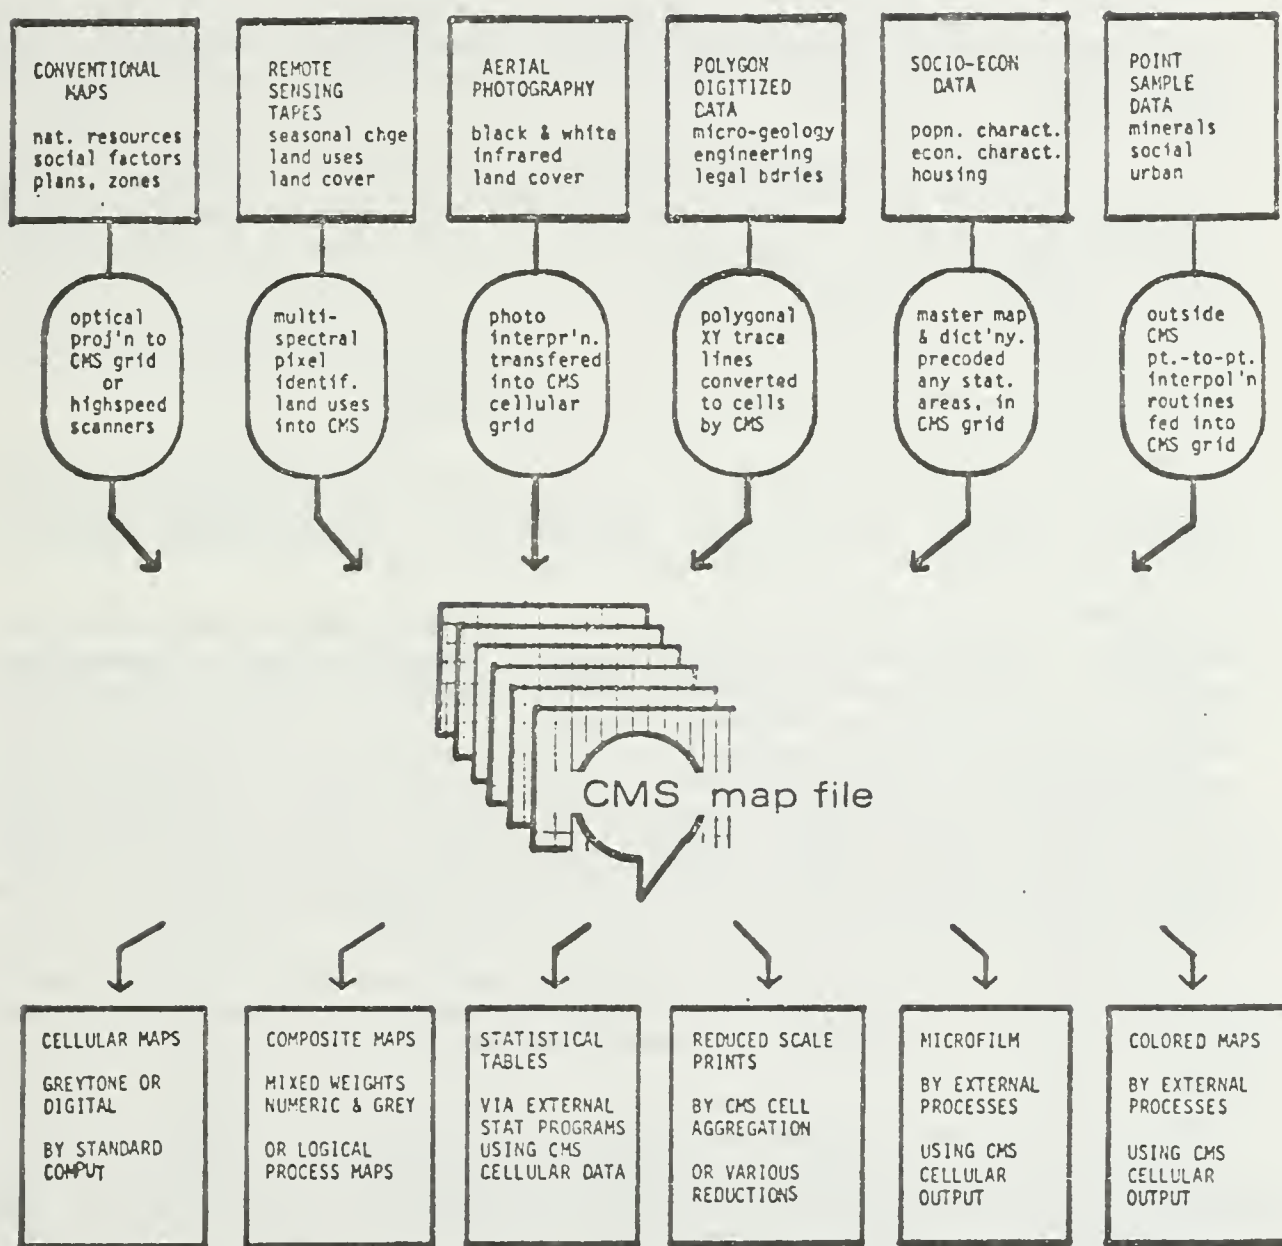 CONVENTIONAL
MAPS
nat. resources
social factors
plans, zones
REMOTE
SENSING
TAPES
seasonal chge
land uses
land cover
AERIAL
PHOTOGRAPHY
black & white
infrared
land cover
POLYGON
DIGITIZED
DATA
micro-geology
engineering
legal bdries
SOCIO-ECON
DATA
popn. charact.
econ. charact.
housing
POINT
SAMPLE
DATA
minerals
social
urban
optical
proj'n to
CMS grid
or
highspeed
scanners
multi-
spectral
pixel
identif.
land uses
into CMS
photo
interpr'n.
transfered
into CMS
cellular
grid
polygonal
XY trace
lines
converted
to cells
by CMS
master map
& dict'ny.
precoded
any stat.
areas, in
CMS grid
outside
CMS
pt.-to-pt.
interpol'n
routines
fed into
CMS grid
CMS map file
CELLULAR MAPS
GREYTONE OR
DIGITAL
BY STANDARD
COMPUT
COMPOSITE MAPS
MIXED WEIGHTS
NUMERIC & GREY
OR LOGICAL
PROCESS MAPS
STATISTICAL
TABLES
VIA EXTERNAL
STAT PROGRAMS
USING CMS
CELLULAR DATA
REDUCED SCALE
PRINTS
BY CMS CELL
AGGREGATION
OR VARIOUS
REDUCTIONS
MICROFILM
BY EXTERNAL
PROCESSES
USING CMS
CELLULAR
OUTPUT
COLORED MAPS
BY EXTERNAL
PROCESSES
USING CMS
CELLULAR
OUTPUT